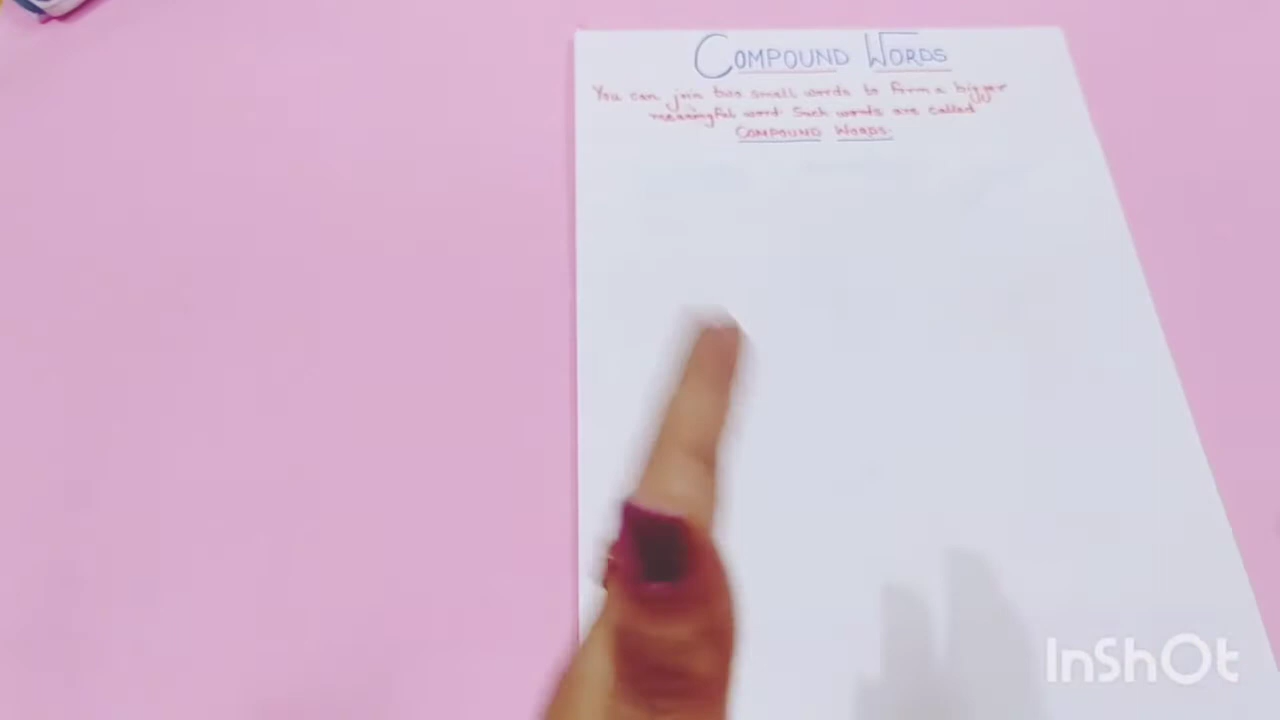 COMPOUND WORDS
You can join two small words to form a bigger
meaningful word. Such words are called
COMPOUND WORDS.
InShOt